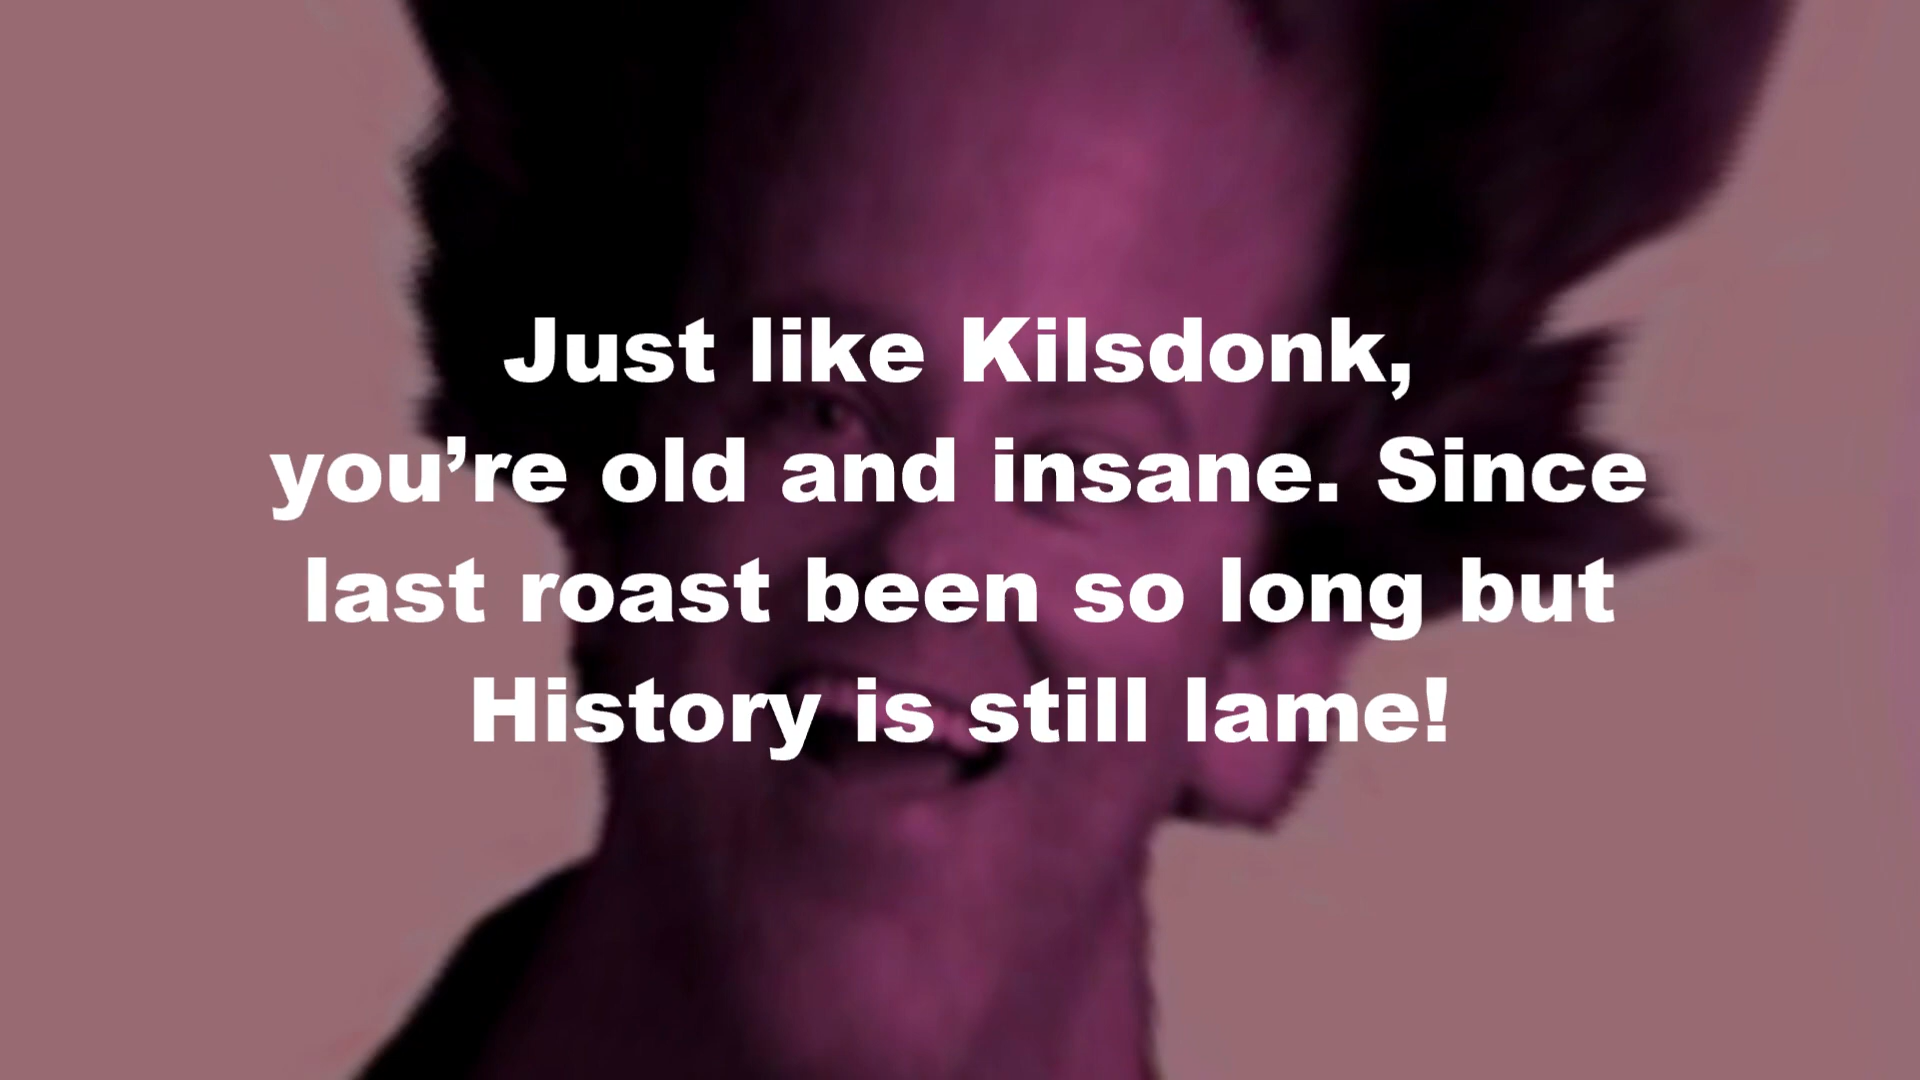 Just like Kilsdonk,
you’re old and insane. Since
last roast been so long but
History is still lame!